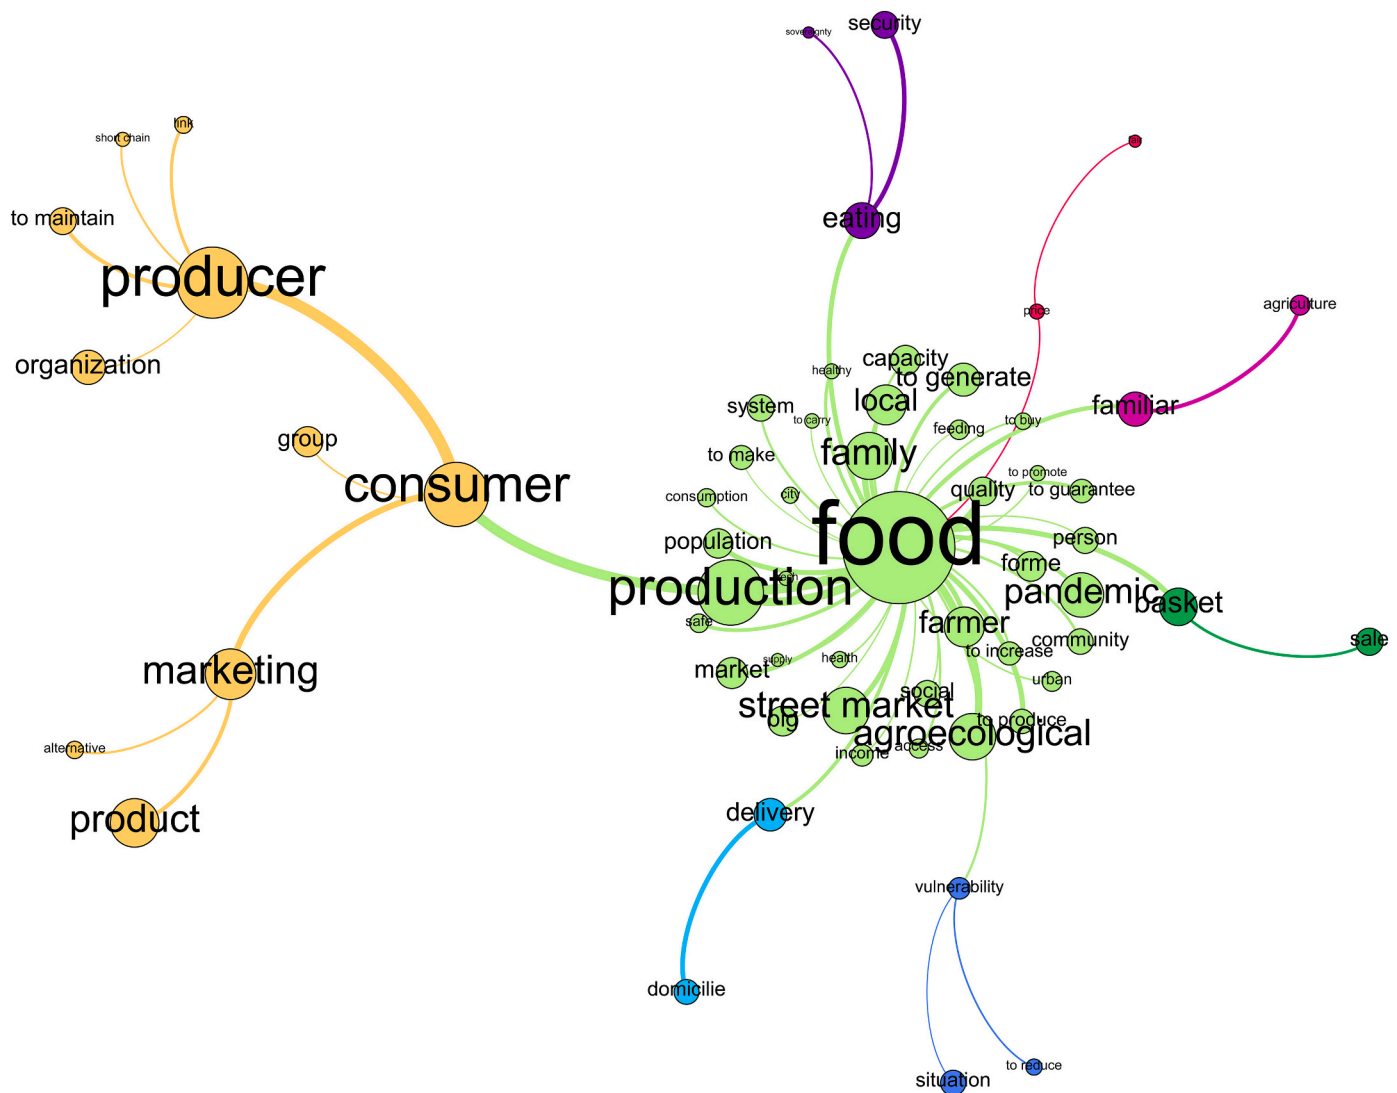 sovereignty
security
link
short chain
fair
to maintain
eating
producer
agriculture
price
organization
capacity
healthy
to generate
local
familiar
system
to carry
to buy
feeding
group
family
to make
to promote
consumer
quality
to guarantee
consumption
city
food
person
population
forme
production
pandemic
basket
safe
farmer
community
sale
to increase
market
supply
health
marketing
urban
social
street market
big
to produce
agroecological
alternative
income
access
product
delivery
vulnerability
domicilie
to reduce
situation